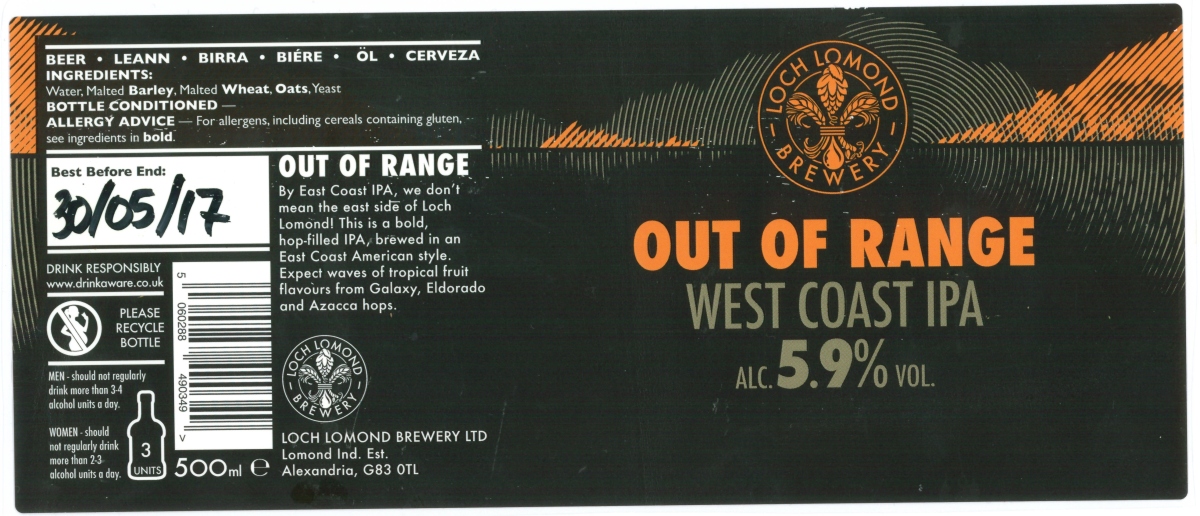 BEER • LEANN • BIRRA • BIÉRE • ÖL • CERVEZA
INGREDIENTS:
Water, Malted Barley, Malted Wheat, Oats, Yeast
BOTTLE CONDITIONED —
ALLERGY ADVICE — For allergens, including cereals containing gluten,
see ingredients in bold.
Best Before End:
30/05/17
DRINK RESPONSIBLY
www.drinkaware.co.uk
PLEASE
RECYCLE
BOTTLE
MEN - should not regularly
drink more than 3-4
alcohol units a day.
WOMEN - should
not regularly drink
more than 2-3
alcohol units a day.
3
UNITS
5 060288 490349 >
500ml e
OUT OF RANGE
By East Coast IPA, we don't
mean the east side of Loch
Lomond! This is a bold,
hop-filled IPA, brewed in an
East Coast American style.
Expect waves of tropical fruit
flavours from Galaxy, Eldorado
and Azacca hops.
LOCH LOMOND
BREWERY
LOCH LOMOND BREWERY LTD
Lomond Ind. Est.
Alexandria, G83 0TL
LOCH LOMOND
BREWERY
OUT OF RANGE
WEST COAST IPA
ALC. 5.9% VOL.